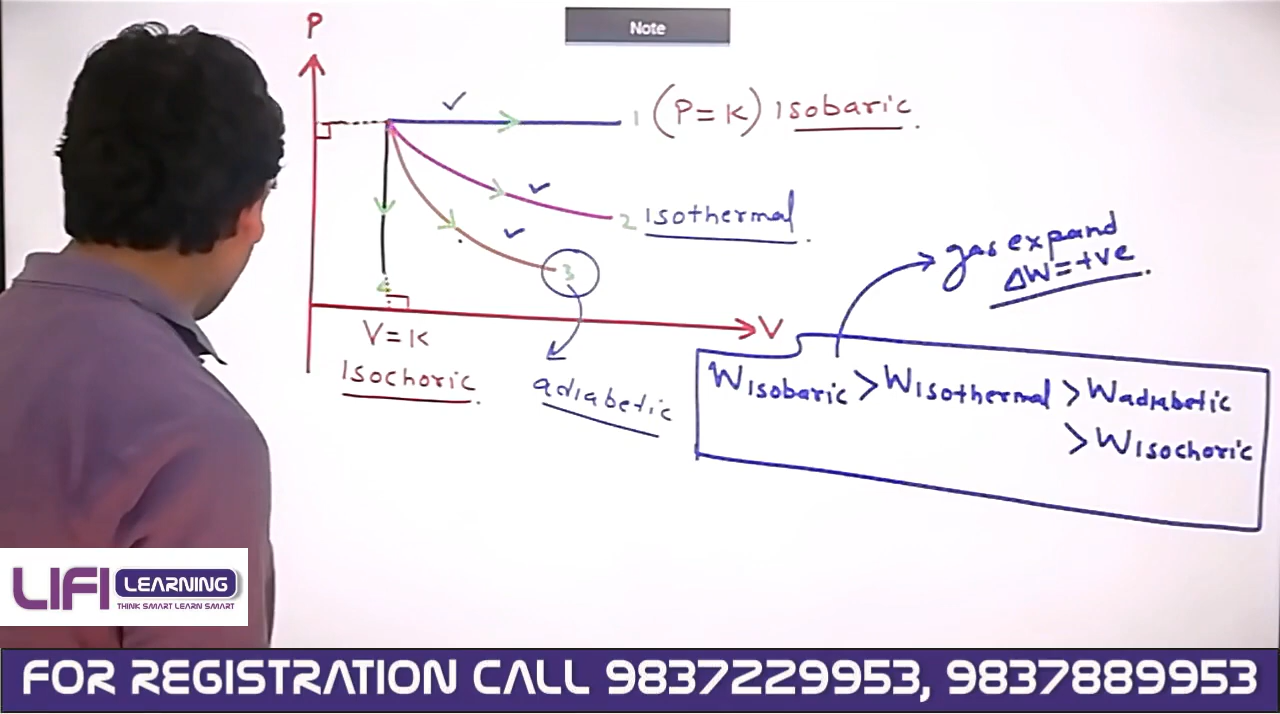 Note
P
1 (P=K) Isobaric.
2 Isothermal.
gas expand
ΔW=+ve.
3
4
V
V=K
Isochoric.
adiabetic
Wisobaric > Wisothermal > Wadiabetic
> Wisochoric
LIFI LEARNING
THINK SMART LEARN SMART
FOR REGISTRATION CALL 9837229953, 9837889953